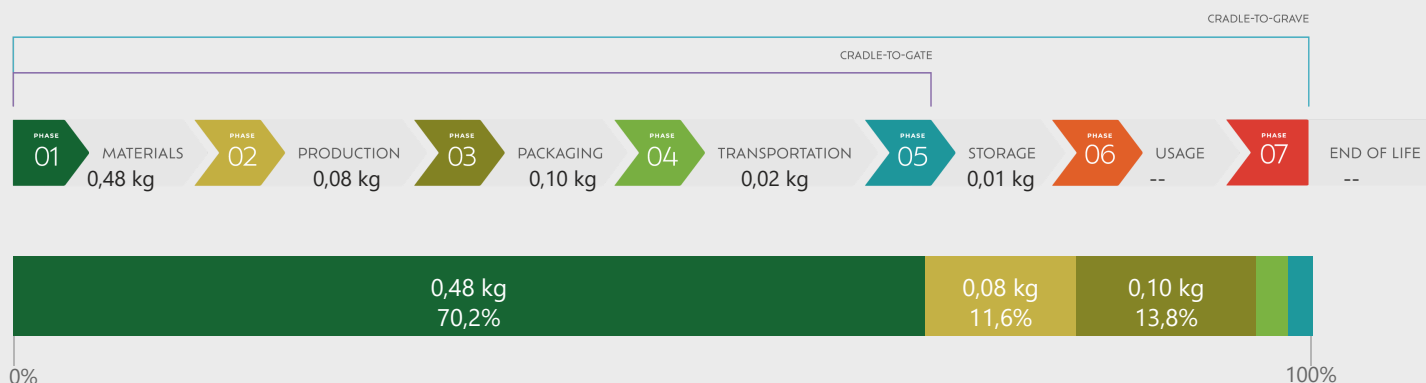 CRADLE-TO-GRAVE
CRADLE-TO-GATE
PHASE 01
MATERIALS
0,48 kg
PHASE 02
PRODUCTION
0,08 kg
PHASE 03
PACKAGING
0,10 kg
PHASE 04
TRANSPORTATION
0,02 kg
PHASE 05
STORAGE
0,01 kg
PHASE 06
USAGE
--
PHASE 07
END OF LIFE
--
0,48 kg
70,2%
0,08 kg
11,6%
0,10 kg
13,8%
0%
100%